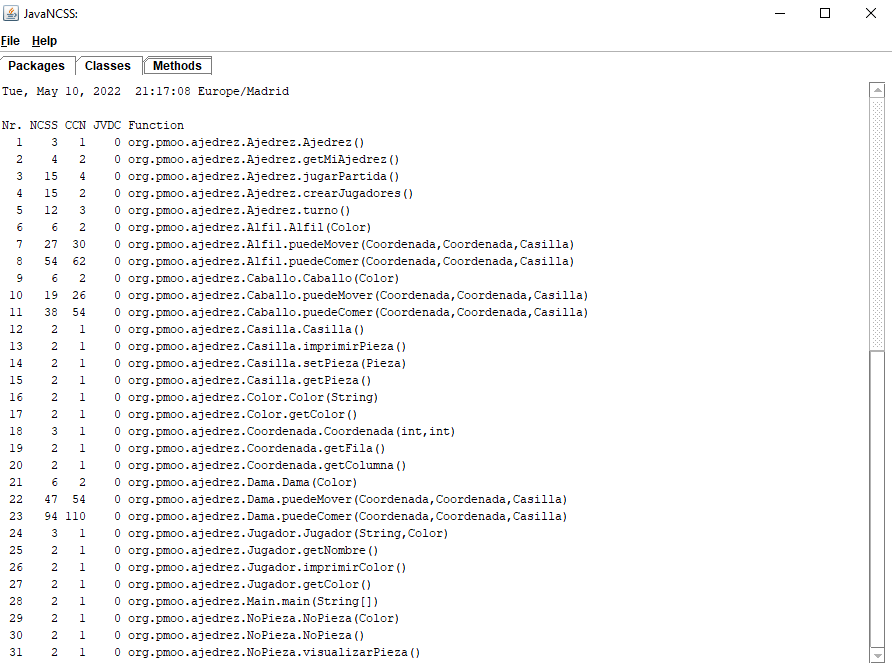 JavaNCSS:
File Help
Packages Classes Methods
Tue, May 10, 2022  21:17:08 Europe/Madrid
Nr. NCSS CCN JVDC Function
  1    3   1    0 org.pmoo.ajedrez.Ajedrez.Ajedrez()
  2    4   2    0 org.pmoo.ajedrez.Ajedrez.getMiAjedrez()
  3   15   4    0 org.pmoo.ajedrez.Ajedrez.jugarPartida()
  4   15   2    0 org.pmoo.ajedrez.Ajedrez.crearJugadores()
  5   12   3    0 org.pmoo.ajedrez.Ajedrez.turno()
  6    6   2    0 org.pmoo.ajedrez.Alfil.Alfil(Color)
  7   27  30    0 org.pmoo.ajedrez.Alfil.puedeMover(Coordenada,Coordenada,Casilla)
  8   54  62    0 org.pmoo.ajedrez.Alfil.puedeComer(Coordenada,Coordenada,Casilla)
  9    6   2    0 org.pmoo.ajedrez.Caballo.Caballo(Color)
 10   19  26    0 org.pmoo.ajedrez.Caballo.puedeMover(Coordenada,Coordenada,Casilla)
 11   38  54    0 org.pmoo.ajedrez.Caballo.puedeComer(Coordenada,Coordenada,Casilla)
 12    2   1    0 org.pmoo.ajedrez.Casilla.Casilla()
 13    2   1    0 org.pmoo.ajedrez.Casilla.imprimirPieza()
 14    2   1    0 org.pmoo.ajedrez.Casilla.setPieza(Pieza)
 15    2   1    0 org.pmoo.ajedrez.Casilla.getPieza()
 16    2   1    0 org.pmoo.ajedrez.Color.Color(String)
 17    2   1    0 org.pmoo.ajedrez.Color.getColor()
 18    3   1    0 org.pmoo.ajedrez.Coordenada.Coordenada(int,int)
 19    2   1    0 org.pmoo.ajedrez.Coordenada.getFila()
 20    2   1    0 org.pmoo.ajedrez.Coordenada.getColumna()
 21    6   2    0 org.pmoo.ajedrez.Dama.Dama(Color)
 22   47  54    0 org.pmoo.ajedrez.Dama.puedeMover(Coordenada,Coordenada,Casilla)
 23   94 110    0 org.pmoo.ajedrez.Dama.puedeComer(Coordenada,Coordenada,Casilla)
 24    3   1    0 org.pmoo.ajedrez.Jugador.Jugador(String,Color)
 25    2   1    0 org.pmoo.ajedrez.Jugador.getNombre()
 26    2   1    0 org.pmoo.ajedrez.Jugador.imprimirColor()
 27    2   1    0 org.pmoo.ajedrez.Jugador.getColor()
 28    2   1    0 org.pmoo.ajedrez.Main.main(String[])
 29    2   1    0 org.pmoo.ajedrez.NoPieza.NoPieza(Color)
 30    2   1    0 org.pmoo.ajedrez.NoPieza.NoPieza()
 31    2   1    0 org.pmoo.ajedrez.NoPieza.visualizarPieza()